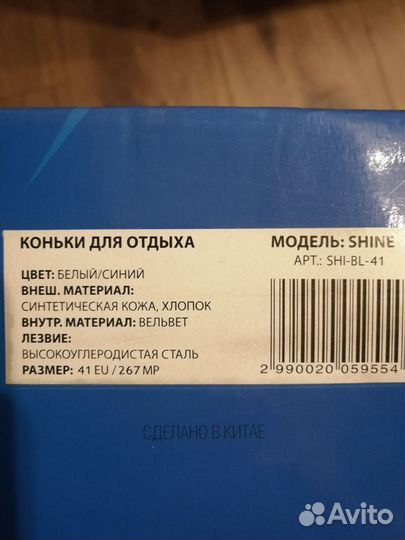 КОНЬКИ ДЛЯ ОТДЫХА
ЦВЕТ: БЕЛЫЙ/СИНИЙ
ВНЕШ. МАТЕРИАЛ:
СИНТЕТИЧЕСКАЯ КОЖА, ХЛОПОК
ВНУТР. МАТЕРИАЛ: ВЕЛЬВЕТ
ЛЕЗВИЕ:
ВЫСОКОУГЛЕРОДИСТАЯ СТАЛЬ
РАЗМЕР: 41 EU / 267 МР
МОДЕЛЬ: SHINE
АРТ.: SHI-BL-41
2 990020 059554
СДЕЛАНО В КИТАЕ
Avito